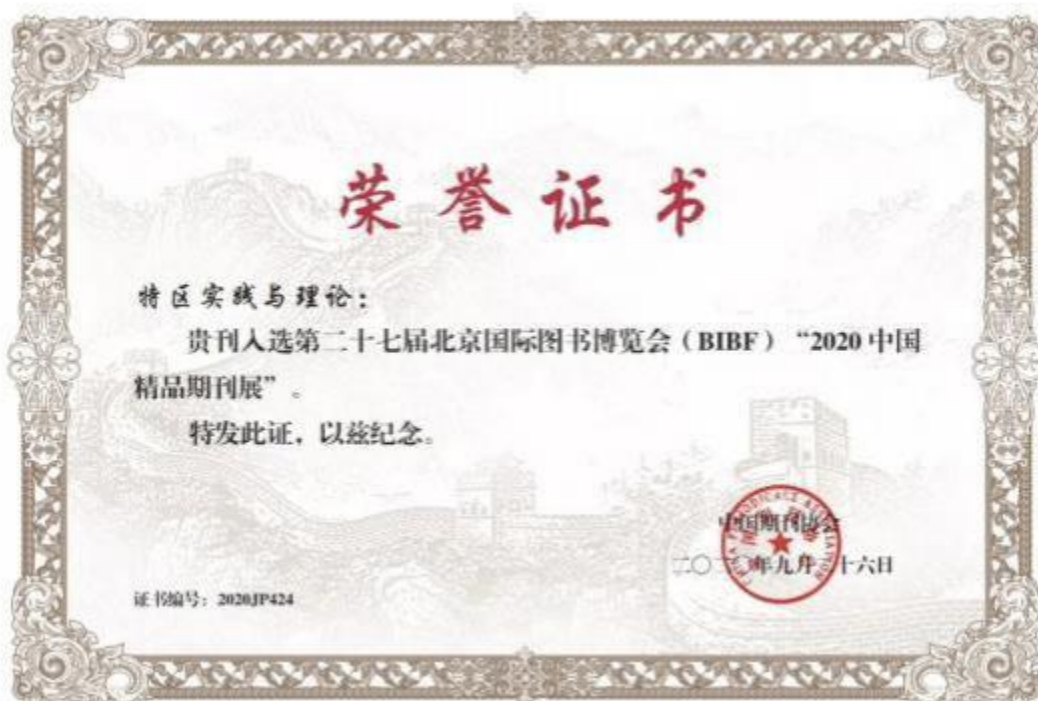 荣誉证书
特区实践与理论:
贵刊入选第二十七届北京国际图书博览会(BIBF)“2020中国
精品期刊展”。
特发此证,以兹纪念。
中国期刊协会
二〇二〇年九月二十六日
证书编号:2020JP424